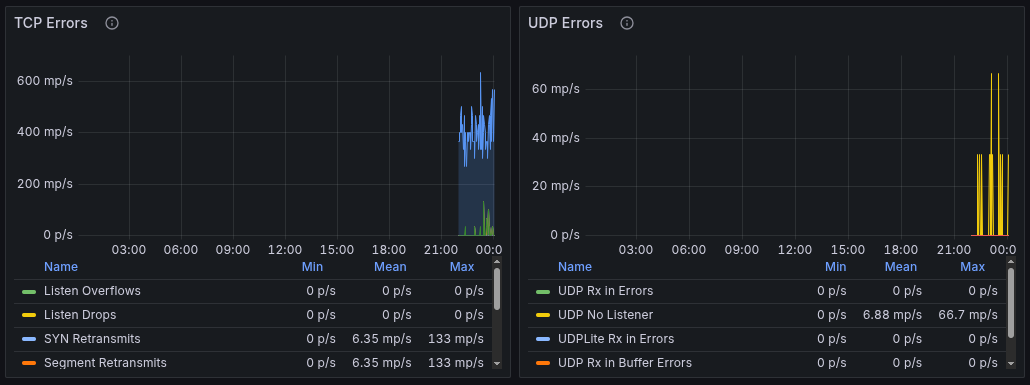 TCP Errors
600 mp/s
400 mp/s
200 mp/s
0 p/s
03:00 06:00 09:00 12:00 15:00 18:00 21:00 00:0
Name Min Mean Max
Listen Overflows 0 p/s 0 p/s 0 p/s
Listen Drops 0 p/s 0 p/s 0 p/s
SYN Retransmits 0 p/s 6.35 mp/s 133 mp/s
Segment Retransmits 0 p/s 6.35 mp/s 133 mp/s
UDP Errors
60 mp/s
40 mp/s
20 mp/s
0 p/s
03:00 06:00 09:00 12:00 15:00 18:00 21:00 00:0
Name Min Mean Max
UDP Rx in Errors 0 p/s 0 p/s 0 p/s
UDP No Listener 0 p/s 6.88 mp/s 66.7 mp/s
UDPLite Rx in Errors 0 p/s 0 p/s 0 p/s
UDP Rx in Buffer Errors 0 p/s 0 p/s 0 p/s